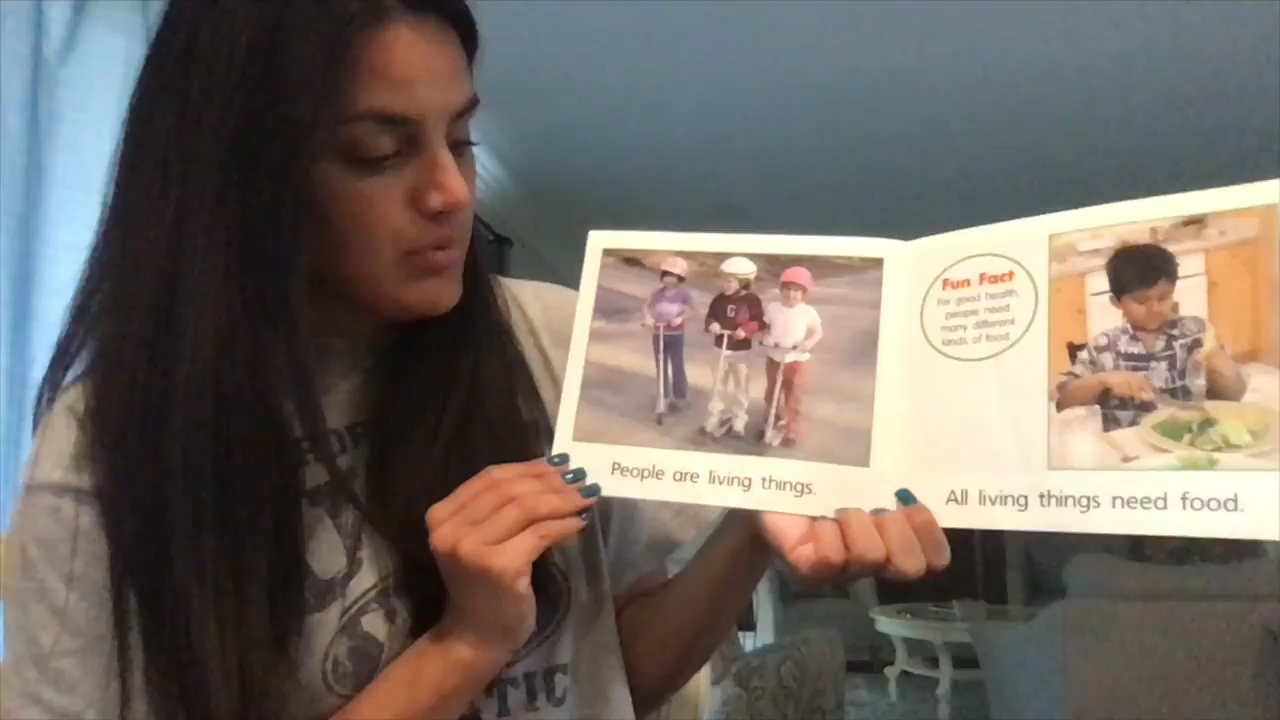 People are living things.
Fun Fact
For good health,
people need
many different
kinds of food.
All living things need food.
TIC